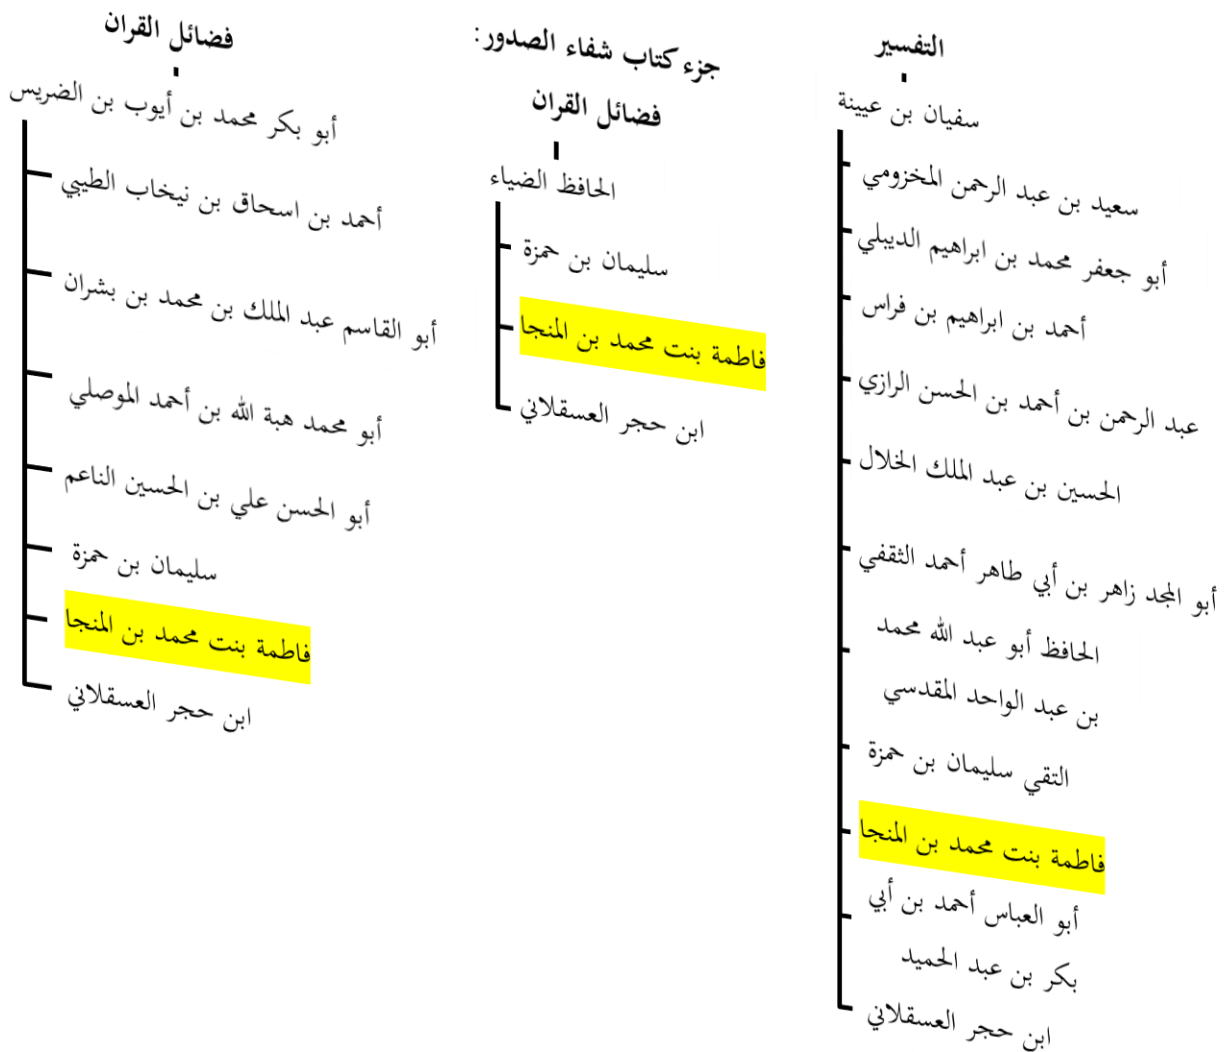 التفسير
سفيان بن عيينة
سعيد بن عبد الرحمن المخزومي
أبو جعفر محمد بن ابراهيم الديبلي
أحمد بن ابراهيم بن فراس
عبد الرحمن بن أحمد بن الحسن الرازي
الحسين بن عبد الملك الخلال
أبو المجد زاهر بن أبي طاهر أحمد الثقفي
الحافظ أبو عبد الله محمد
بن عبد الواحد المقدسي
التقي سليمان بن حمزة
فاطمة بنت محمد بن المنجا
أبو العباس أحمد بن أبي
بكر بن عبد الحميد
ابن حجر العسقلاني
جزء كتاب شفاء الصدور:
فضائل القران
الحافظ الضياء
سليمان بن حمزة
فاطمة بنت محمد بن المنجا
ابن حجر العسقلاني
فضائل القران
أبو بكر محمد بن أيوب بن الضريس
أحمد بن اسحاق بن نيخاب الطيبي
أبو القاسم عبد الملك بن محمد بن بشران
أبو محمد هبة الله بن أحمد الموصلي
أبو الحسن علي بن الحسين الناعم
سليمان بن حمزة
فاطمة بنت محمد بن المنجا
ابن حجر العسقلاني